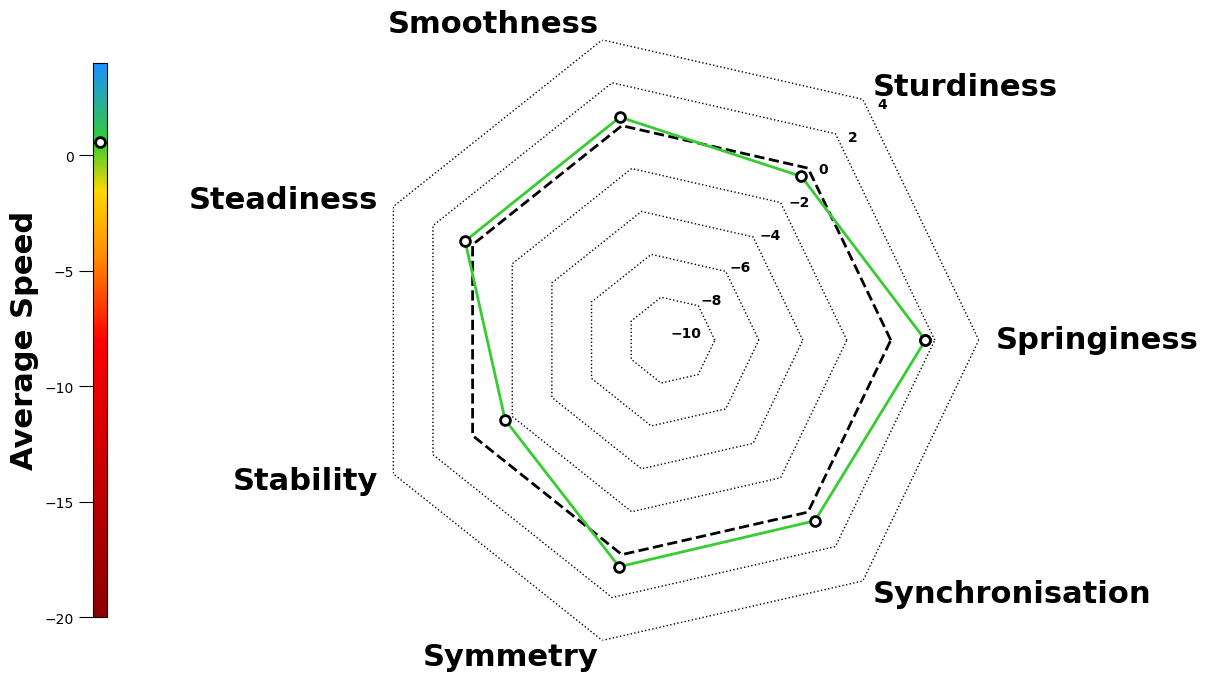 Smoothness
Sturdiness
4
2
0
−2
−4
−6
−8
−10
Steadiness
Springiness
Stability
Synchronisation
Symmetry
Average Speed
0
−5
−10
−15
−20